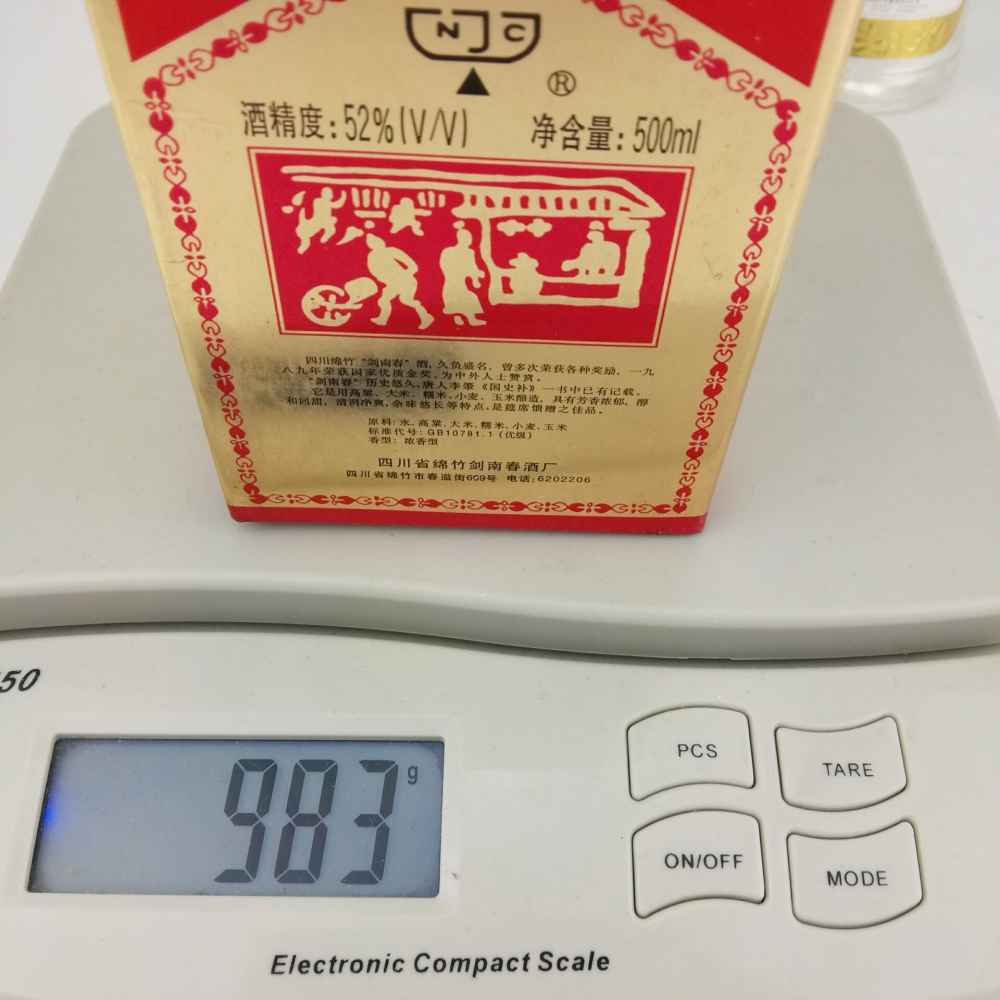 NJC
®
酒精度:52%(V/V) 净含量:500ml
四川绵竹“剑南春”酒,久负盛名,曾多次荣获各种奖励,一九
八九年荣获国家优质金奖,为中外人士赞赏。
“剑南春”历史悠久,唐人李肇《国史补》一书中已有记载。
它是用高粱、大米、糯米、小麦、玉米酿造,具有芳香浓郁,醇
和回甜,清冽净爽,余味悠长等特点,是筵席馈赠之佳品。
原料:水、高粱、大米、糯米、小麦、玉米
标准代号:GB10781.1(优级)
香型:浓香型
四川省绵竹剑南春酒厂
四川省绵竹市春溢街659号 电话:6202206
50
983 g
PCS
TARE
ON/OFF
MODE
Electronic Compact Scale